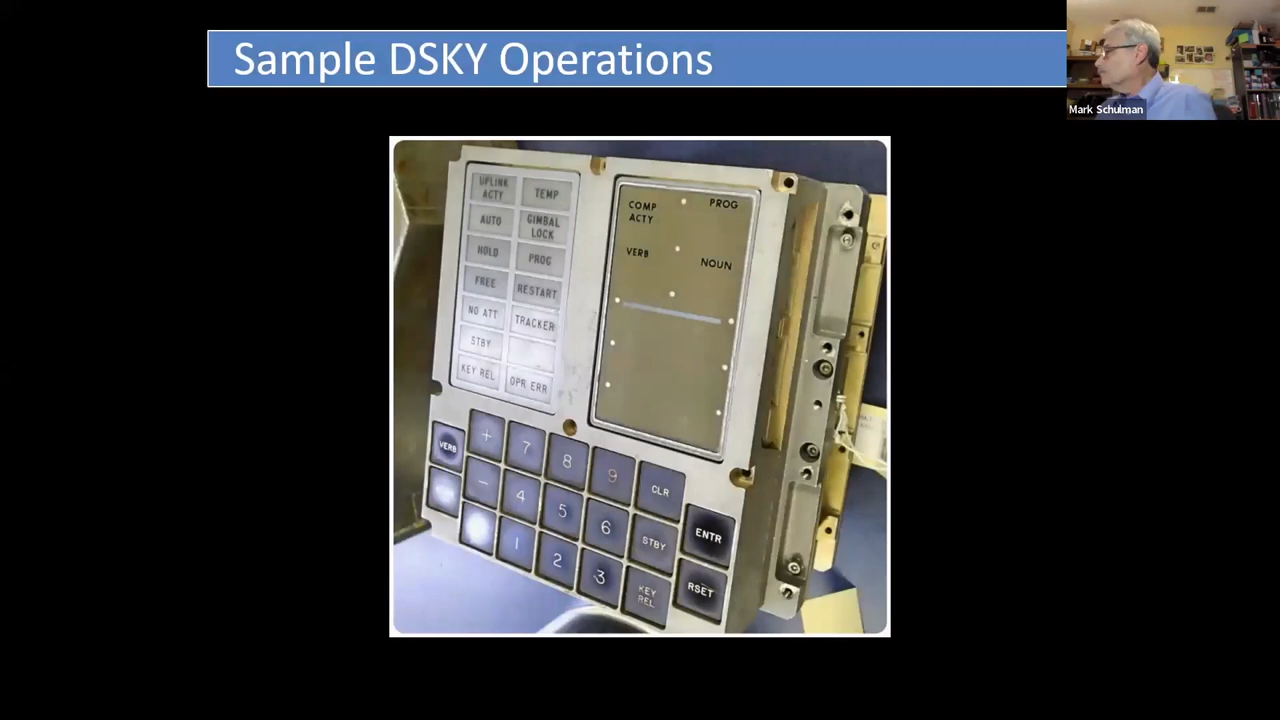 Sample DSKY Operations
Mark Schulman
UPLINK
ACTY
TEMP
AUTO
GIMBAL
LOCK
HOLD
PROG
FREE
RESTART
NO ATT
TRACKER
STBY
KEY REL
OPR ERR
COMP
ACTY
PROG
VERB
NOUN
VERB
+
7
8
9
CLR
ENTR
-
4
5
6
STBY
RSET
1
2
3
KEY
REL